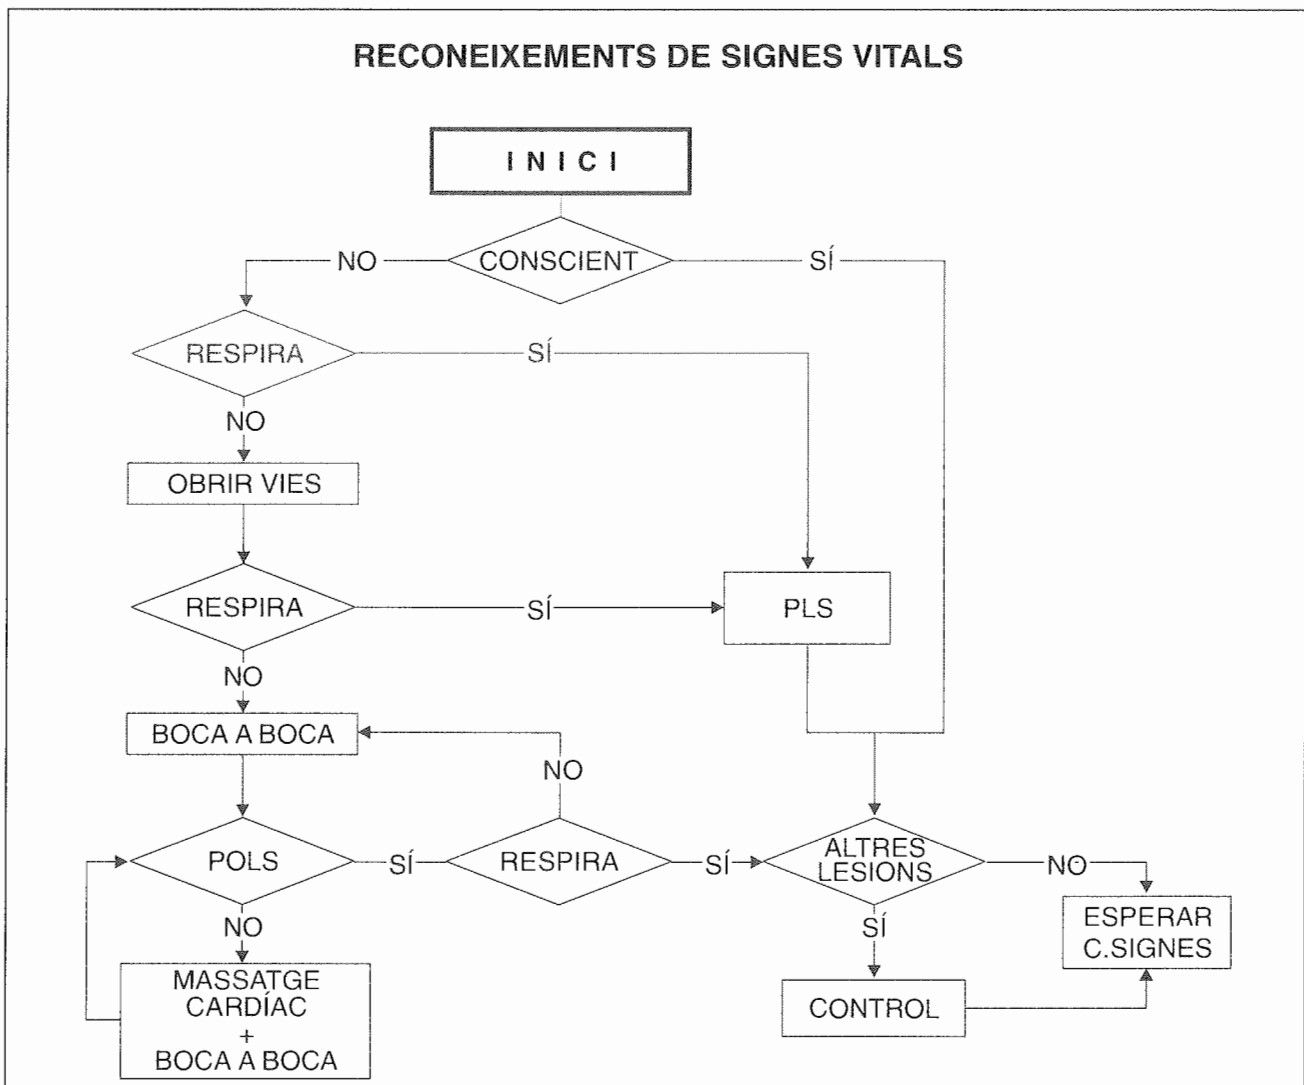 RECONEIXEMENTS DE SIGNES VITALS
INICI
NO
CONSCIENT
SÍ
RESPIRA
SÍ
NO
OBRIR VIES
RESPIRA
SÍ
PLS
NO
BOCA A BOCA
NO
POLS
SÍ
RESPIRA
SÍ
ALTRES
LESIONS
NO
NO
SÍ
ESPERAR
C.SIGNES
MASSATGE
CARDÍAC
+
BOCA A BOCA
CONTROL